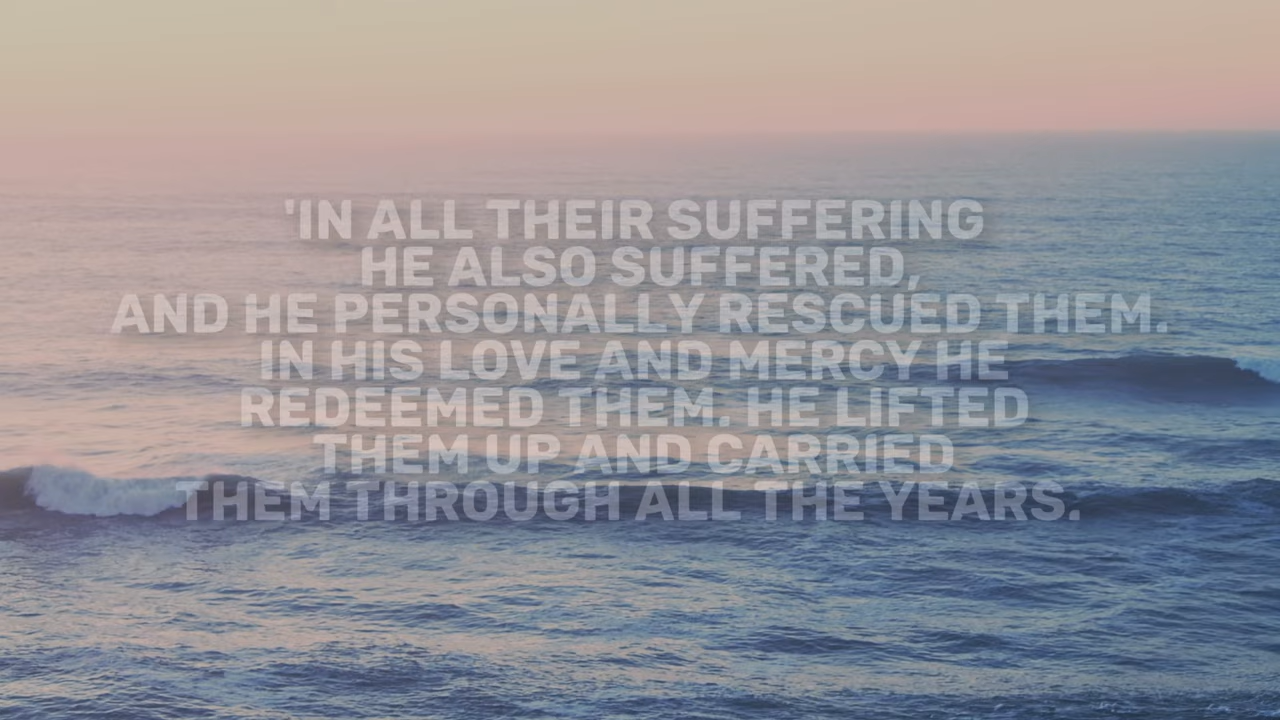 'IN ALL THEIR SUFFERING
HE ALSO SUFFERED,
AND HE PERSONALLY RESCUED THEM.
IN HIS LOVE AND MERCY HE
REDEEMED THEM. HE LIFTED
THEM UP AND CARRIED
THEM THROUGH ALL THE YEARS.